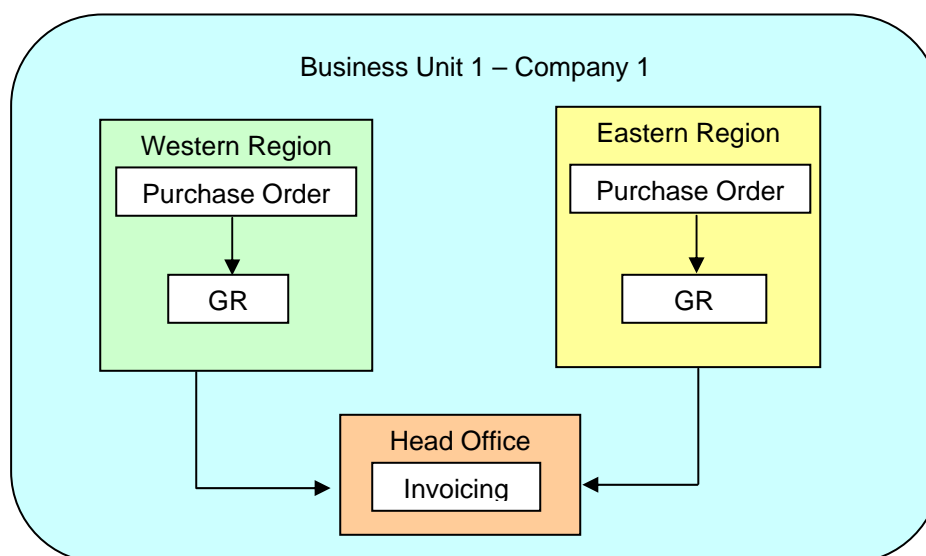 Business Unit 1 – Company 1
Western Region
Purchase Order
GR
Eastern Region
Purchase Order
GR
Head Office
Invoicing